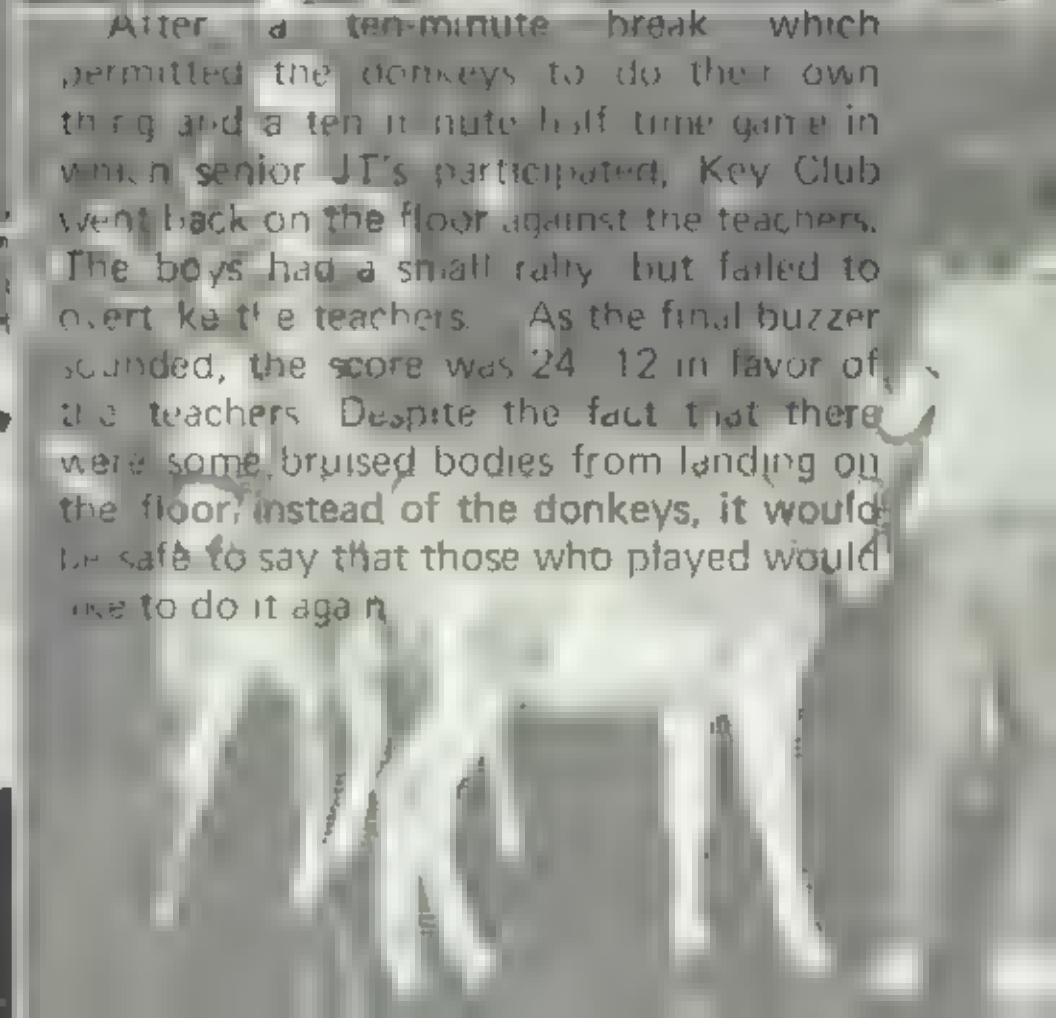 After a ten-minute break which
permitted the donkeys to do their own
thing and a ten minute half time game in
which senior JT's participated, Key Club
went back on the floor against the teachers.
The boys had a small rally but failed to
overtake the teachers. As the final buzzer
sounded, the score was 24 12 in favor of
the teachers Despite the fact that there
were some bruised bodies from landing on
the floor, instead of the donkeys, it would
be safe to say that those who played would
like to do it again